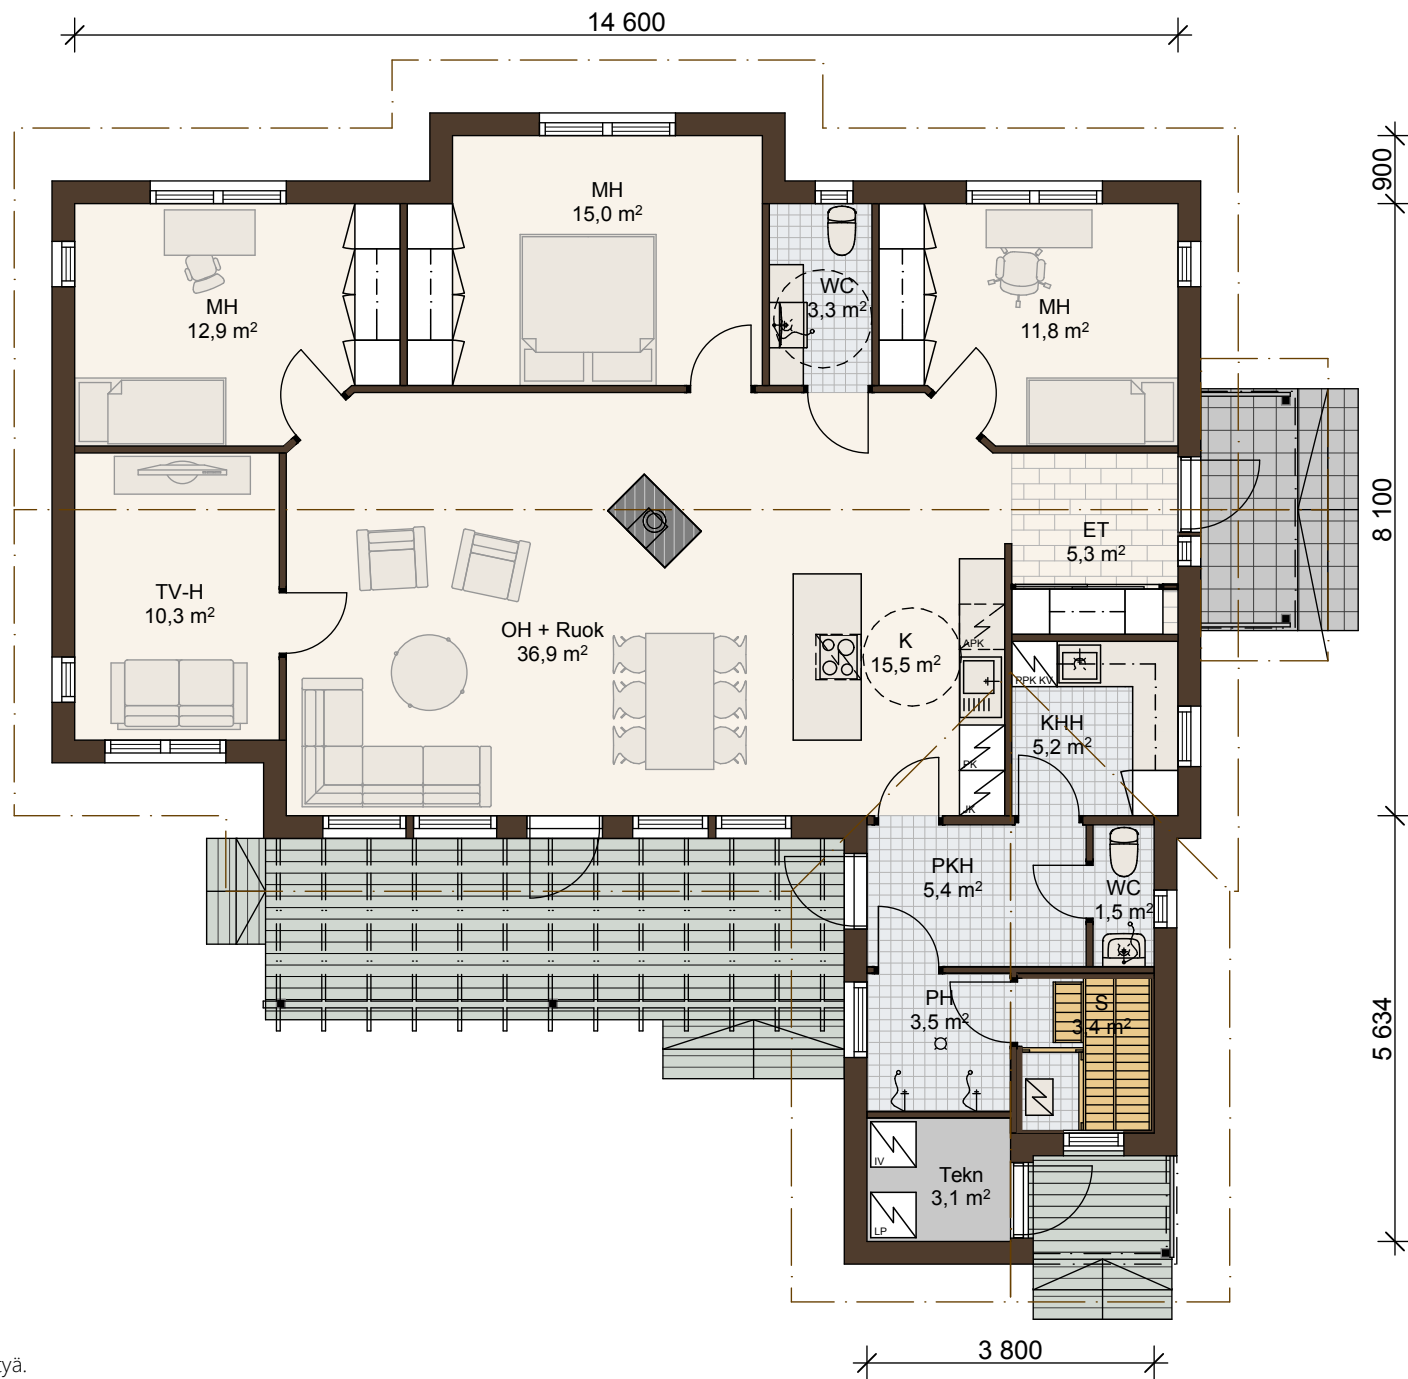 14 600
900
MH
15,0 m²
WC
3,3 m²
MH
12,9 m²
MH
11,8 m²
8 100
ET
5,3 m²
TV-H
10,3 m²
OH + Ruok
36,9 m²
K
15,5 m²
APK
PPK KV
KHH
5,2 m²
PK
JK
PKH
5,4 m²
WC
1,5 m²
PH
3,5 m²
S
3,4 m²
5 634
IV
Tekn
3,1 m²
LP
3 800